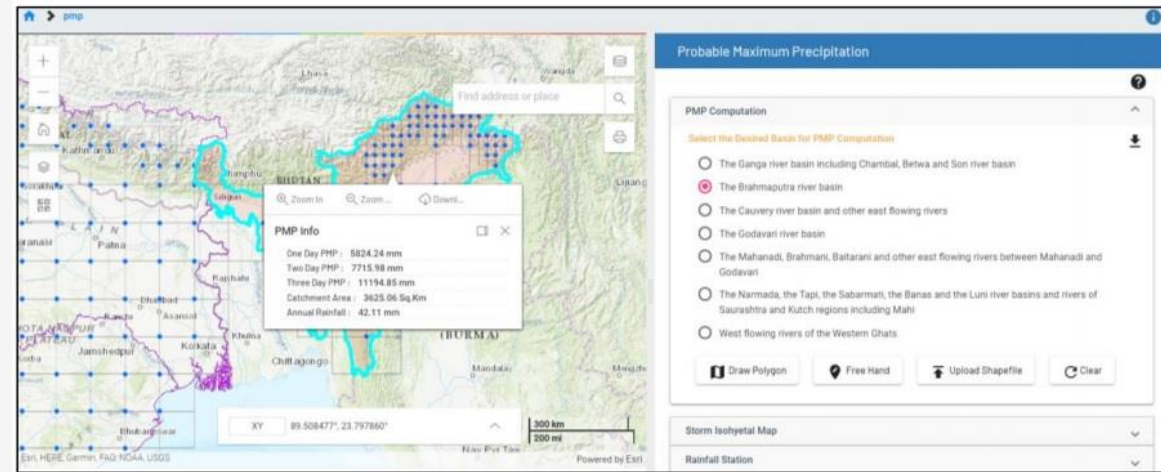 pmp
Probable Maximum Precipitation
Find address or place
PMP Computation
Select the Desired Basin for PMP Computation
The Ganga river basin including Chambal, Betwa and Son river basin
The Brahmaputra river basin
The Cauvery river basin and other east flowing rivers
The Godavari river basin
The Mahanadi, Brahmani, Baitarani and other east flowing rivers between Mahanadi and
Godavari
The Narmada, the Tapi, the Sabarmati, the Banas and the Luni river basins and rivers of
Saurashtra and Kutch regions including Mahi
West flowing rivers of the Western Ghats
Draw Polygon
Free Hand
Upload Shapefile
Clear
Storm Isohyetal Map
Rainfall Station
Lhasa
Kathmandu
BHUTAN
Siliguri
Zoom In
Zoom ...
Downl...
PMP Info
One Day PMP : 5824.24 mm
Two Day PMP : 7715.98 mm
Three Day PMP : 11194.85 mm
Catchment Area : 3625.06 Sq.Km
Annual Rainfall : 42.11 mm
Lijiang
Patna
Rajshahi
Dhanbad
Asansol
Jamshedpur
Kolkata
Khulna
(BURMA)
Chittagong
Mandalay
XY
89.508477°, 23.797860°
300 km
200 mi
Nay Pyi Taw
Esri, HERE, Garmin, FAO, NOAA, USGS
Powered by Esri